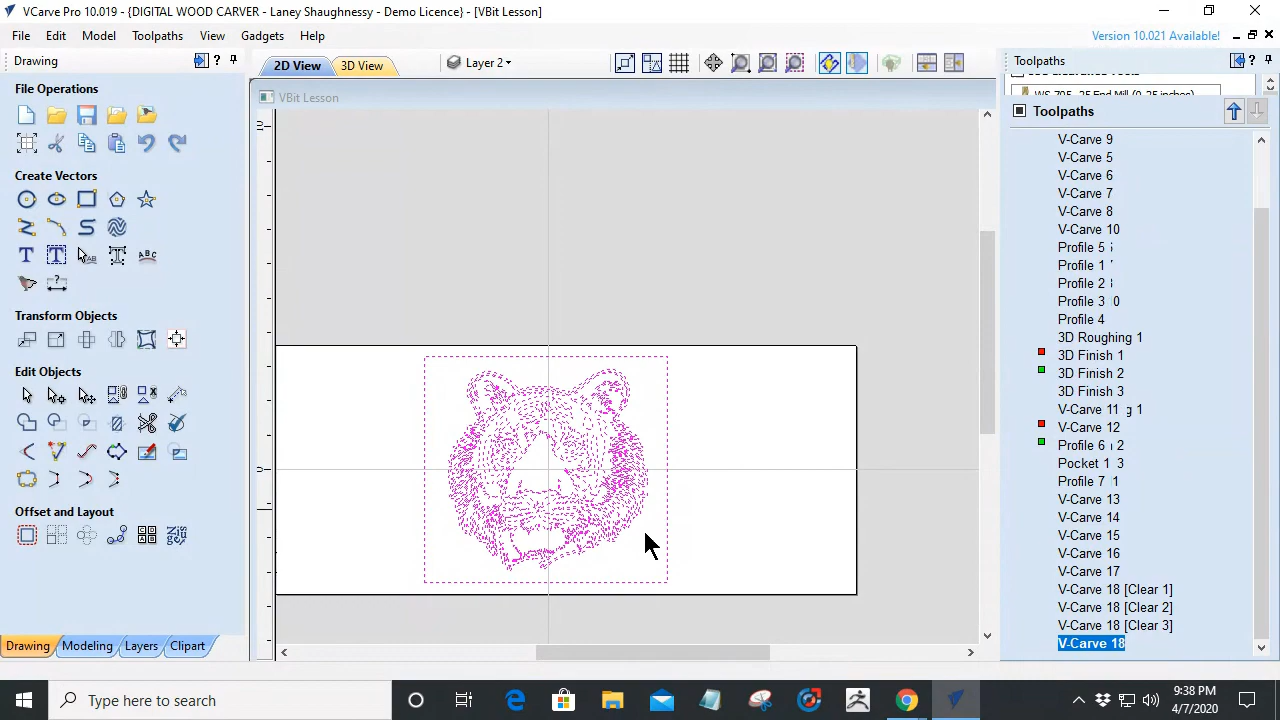 VCarve Pro 10.019 - {DIGITAL WOOD CARVER - Laney Shaughnessy - Demo Licence} - [VBit Lesson]
File Edit Model Toolpaths View Gadgets Help
Version 10.021 Available!
Drawing
2D View
3D View
Layer 2
Toolpaths
File Operations
VBit Lesson
Toolpaths
Create Vectors
Transform Objects
Edit Objects
Offset and Layout
V-Carve 9
V-Carve 5
V-Carve 6
V-Carve 7
V-Carve 8
V-Carve 10
Profile 5
Profile 1
Profile 2
Profile 3
Profile 4
3D Roughing 1
3D Finish 1
3D Finish 2
3D Finish 3
V-Carve 11
V-Carve 12
Profile 6
Pocket 1
Profile 7
V-Carve 13
V-Carve 14
V-Carve 15
V-Carve 16
V-Carve 17
V-Carve 18 [Clear 1]
V-Carve 18 [Clear 2]
V-Carve 18 [Clear 3]
V-Carve 18
Drawing Modeling Layers Clipart
Type here to search
9:38 PM
4/7/2020